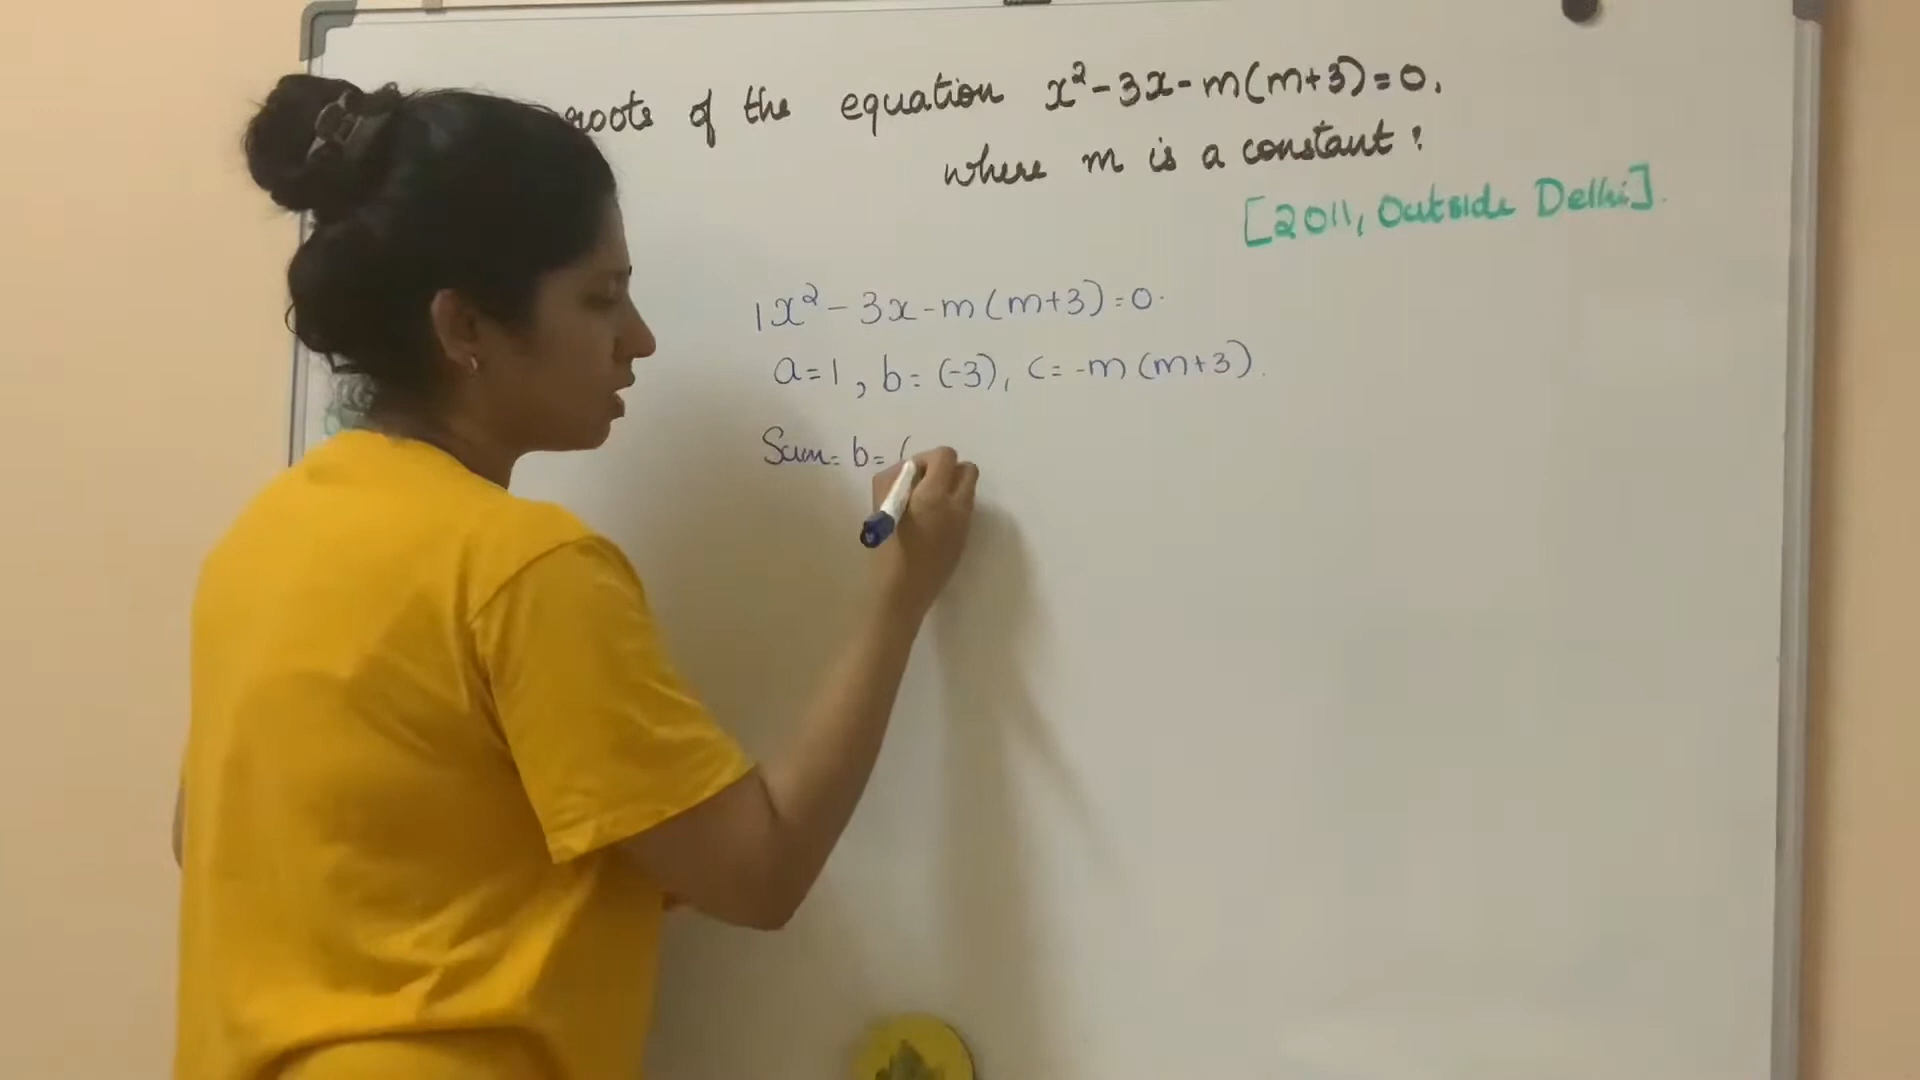 roots of the equation x² - 3x - m(m+3) = 0,
where m is a constant?
[2011, Outside Delhi].
1x² - 3x - m(m+3) = 0.
a = 1, b = (-3), c = -m(m+3).
Sum = b = (